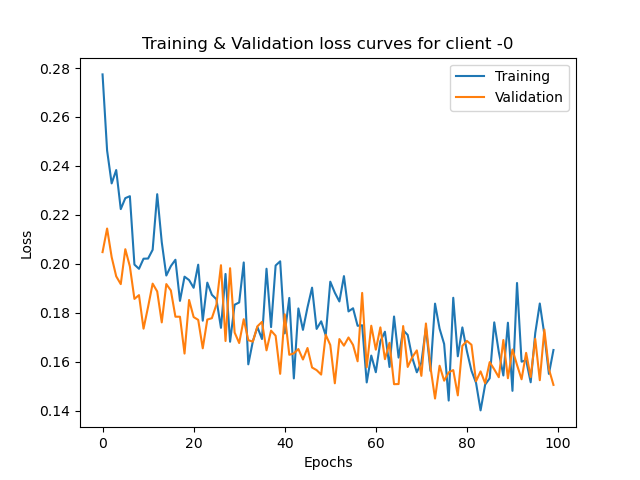 Training & Validation loss curves for client -0
Training
Validation
0.28
0.26
0.24
0.22
0.20
0.18
0.16
0.14
Loss
0
20
40
60
80
100
Epochs